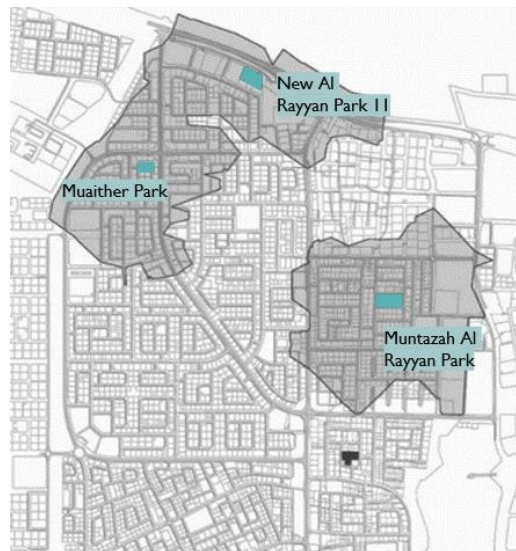 New Al
Rayyan Park 11
Muaither Park
Muntazah Al
Rayyan Park